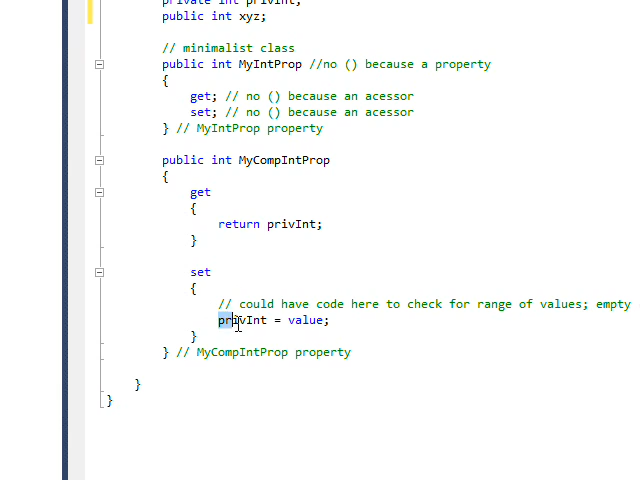 private int privInt;
public int xyz;
// minimalist class
public int MyIntProp //no () because a property
{
get; // no () because an acessor
set; // no () because an acessor
} // MyIntProp property
public int MyCompIntProp
{
get
{
return privInt;
}
set
{
// could have code here to check for range of values; empty
privInt = value;
}
} // MyCompIntProp property
}
}